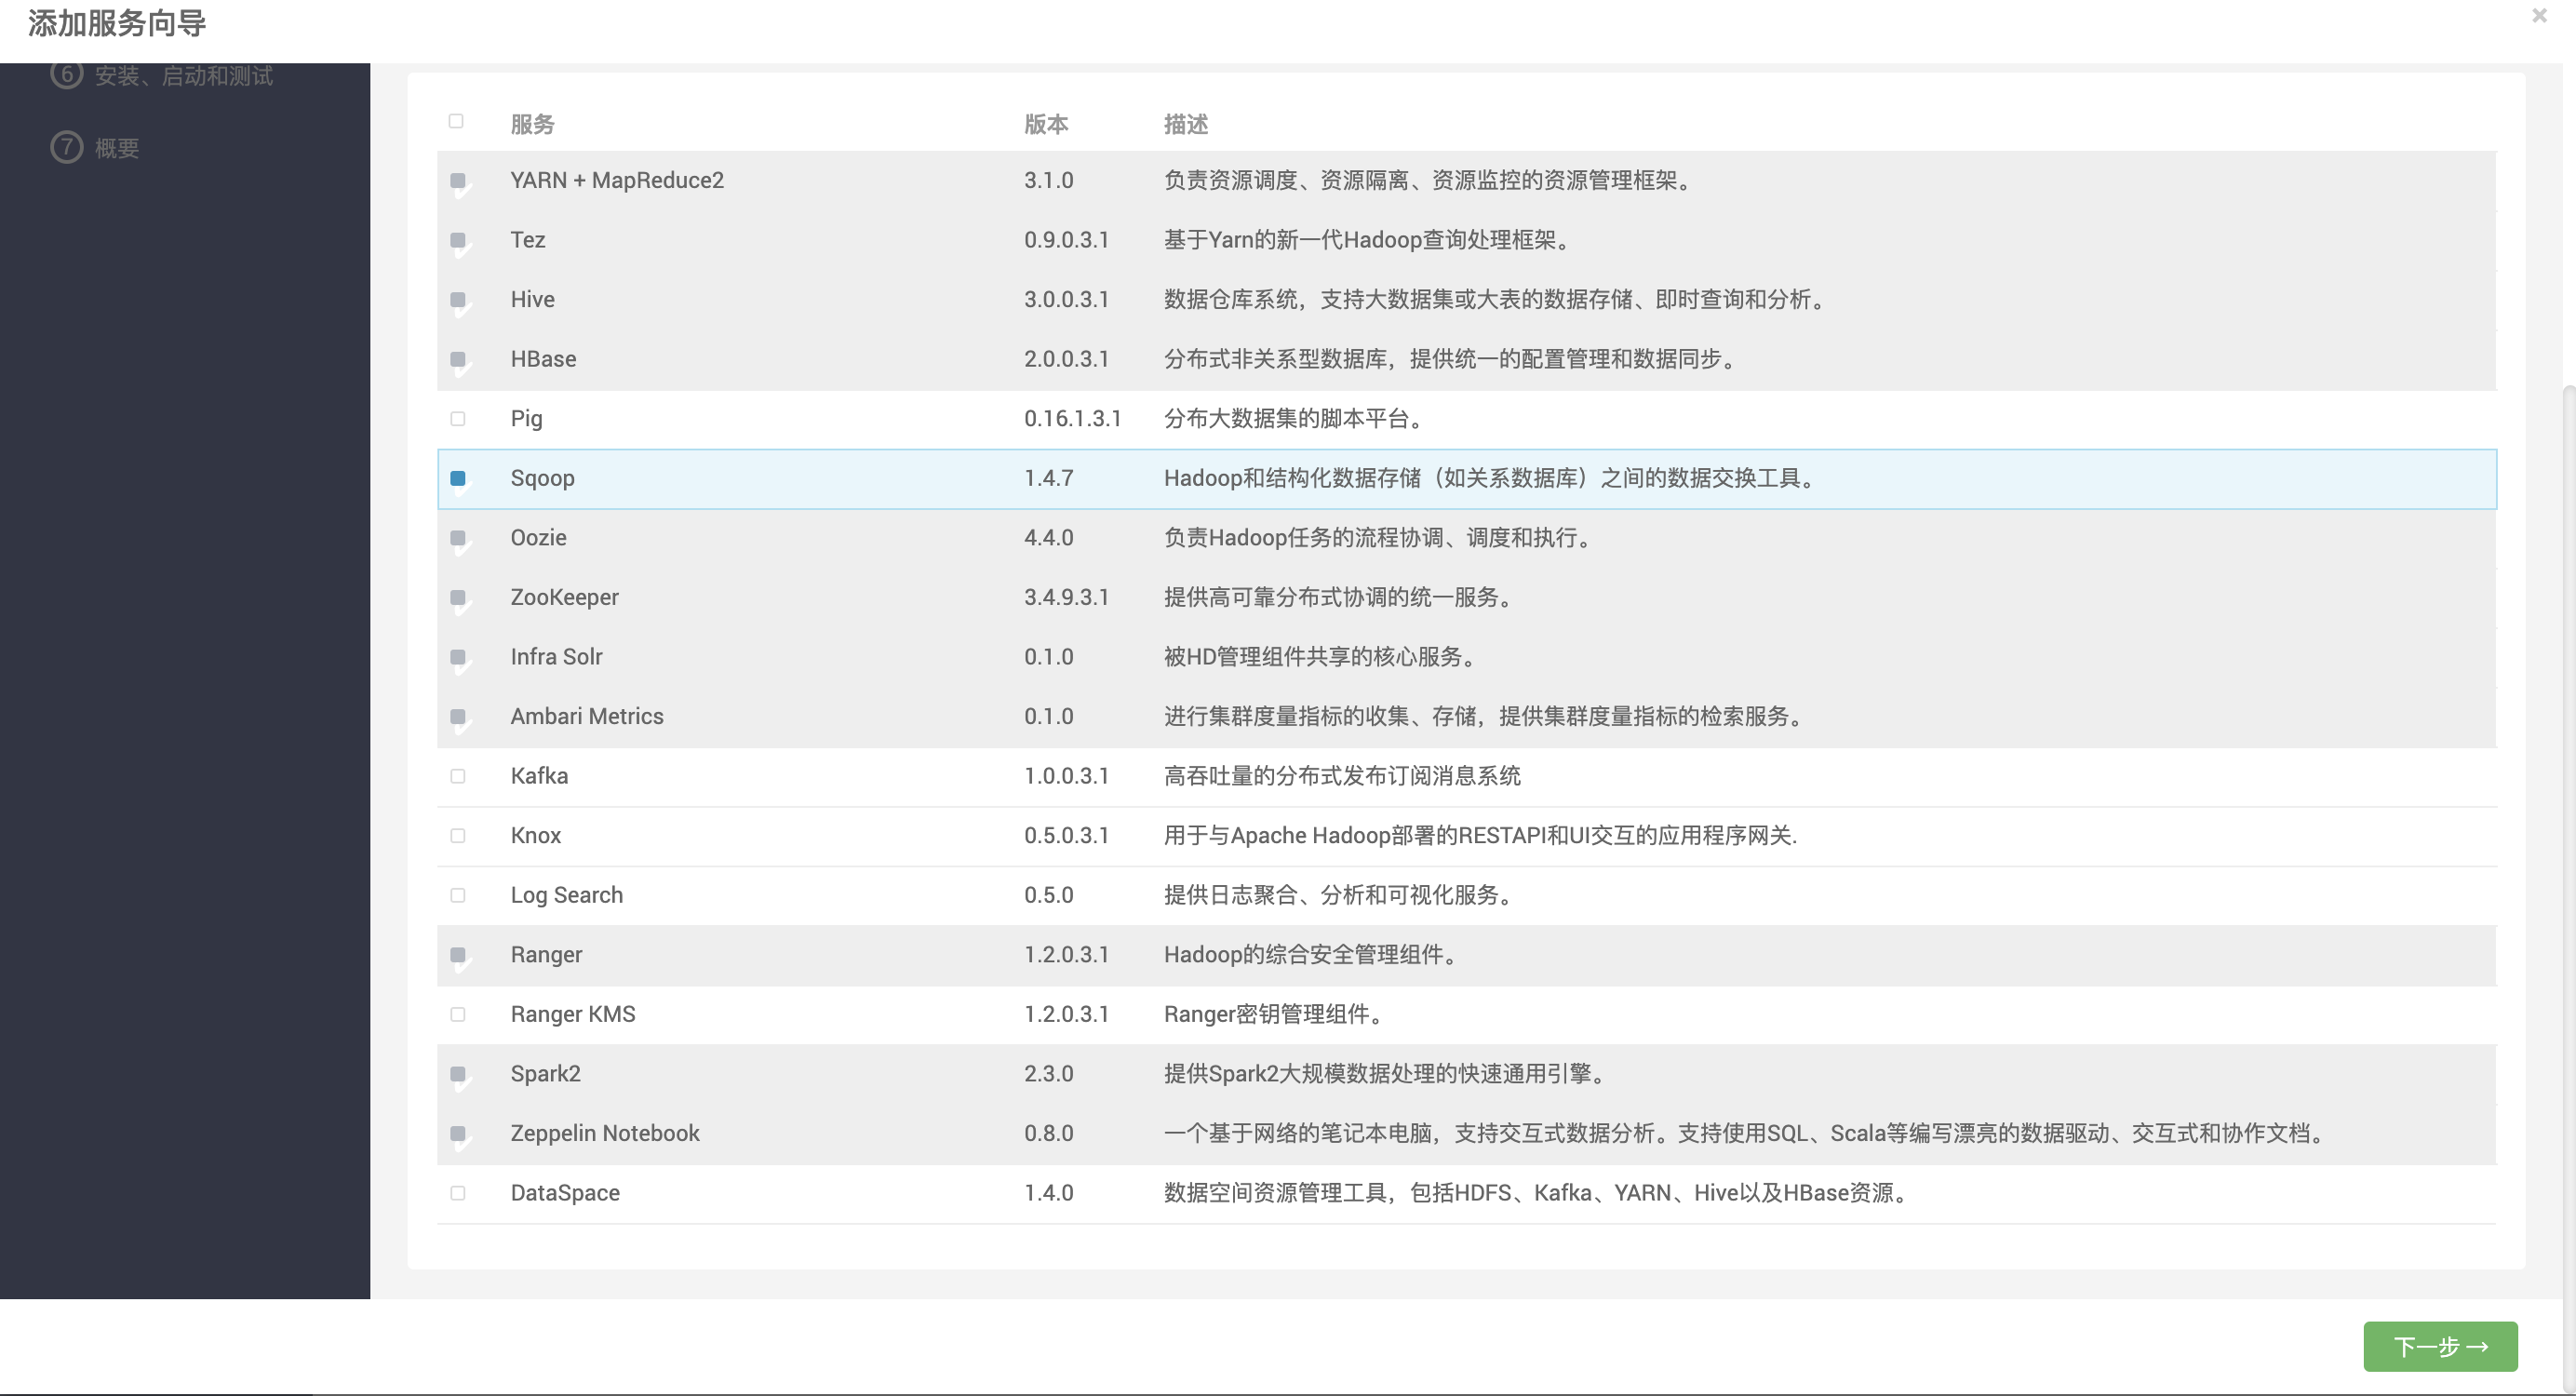 添加服务向导
6 安装、启动和测试
7 概要
服务 版本 描述
YARN + MapReduce2 3.1.0 负责资源调度、资源隔离、资源监控的资源管理框架。
Tez 0.9.0.3.1 基于Yarn的新一代Hadoop查询处理框架。
Hive 3.0.0.3.1 数据仓库系统，支持大数据集或大表的数据存储、即时查询和分析。
HBase 2.0.0.3.1 分布式非关系型数据库，提供统一的配置管理和数据同步。
Pig 0.16.1.3.1 分布大数据集的脚本平台。
Sqoop 1.4.7 Hadoop和结构化数据存储（如关系数据库）之间的数据交换工具。
Oozie 4.4.0 负责Hadoop任务的流程协调、调度和执行。
ZooKeeper 3.4.9.3.1 提供高可靠分布式协调的统一服务。
Infra Solr 0.1.0 被HD管理组件共享的核心服务。
Ambari Metrics 0.1.0 进行集群度量指标的收集、存储，提供集群度量指标的检索服务。
Kafka 1.0.0.3.1 高吞吐量的分布式发布订阅消息系统
Knox 0.5.0.3.1 用于与Apache Hadoop部署的RESTAPI和UI交互的应用程序网关.
Log Search 0.5.0 提供日志聚合、分析和可视化服务。
Ranger 1.2.0.3.1 Hadoop的综合安全管理组件。
Ranger KMS 1.2.0.3.1 Ranger密钥管理组件。
Spark2 2.3.0 提供Spark2大规模数据处理的快速通用引擎。
Zeppelin Notebook 0.8.0 一个基于网络的笔记本电脑，支持交互式数据分析。支持使用SQL、Scala等编写漂亮的数据驱动、交互式和协作文档。
DataSpace 1.4.0 数据空间资源管理工具，包括HDFS、Kafka、YARN、Hive以及HBase资源。
下一步→